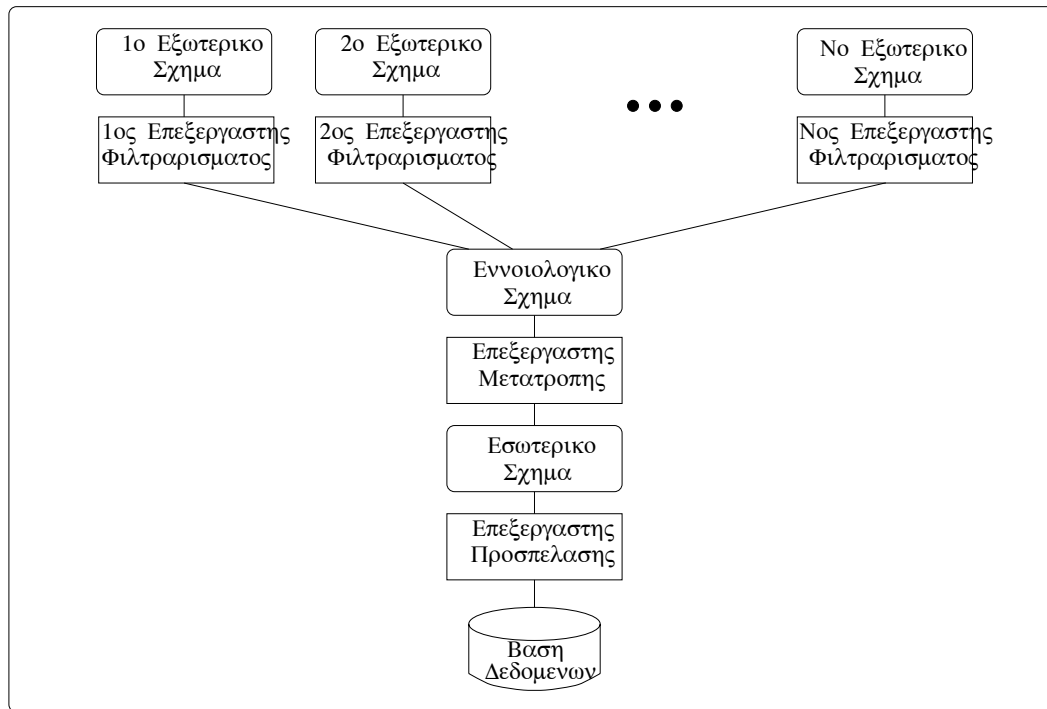 1ο Εξωτερικο
Σχημα
2ο Εξωτερικο
Σχημα
Νο Εξωτερικο
Σχημα
1ος Επεξεργαστης
Φιλτραρισματος
2ος Επεξεργαστης
Φιλτραρισματος
Νος Επεξεργαστης
Φιλτραρισματος
Εννοιολογικο
Σχημα
Επεξεργαστης
Μετατροπης
Εσωτερικο
Σχημα
Επεξεργαστης
Προσπελασης
Βαση
Δεδομενων